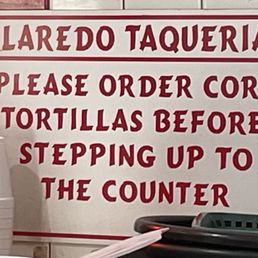 LAREDO TAQUERIA
PLEASE ORDER COR
TORTILLAS BEFORE
STEPPING UP TO
THE COUNTER